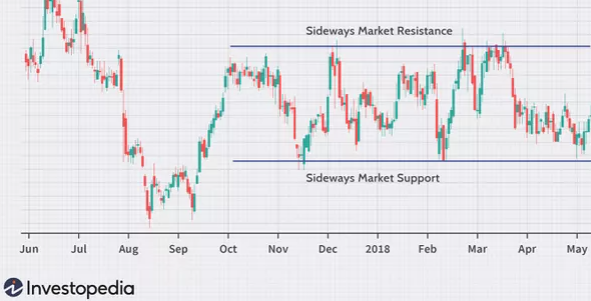 Sideways Market Resistance
Sideways Market Support
Jun Jul Aug Sep Oct Nov Dec 2018 Feb Mar Apr May
Investopedia